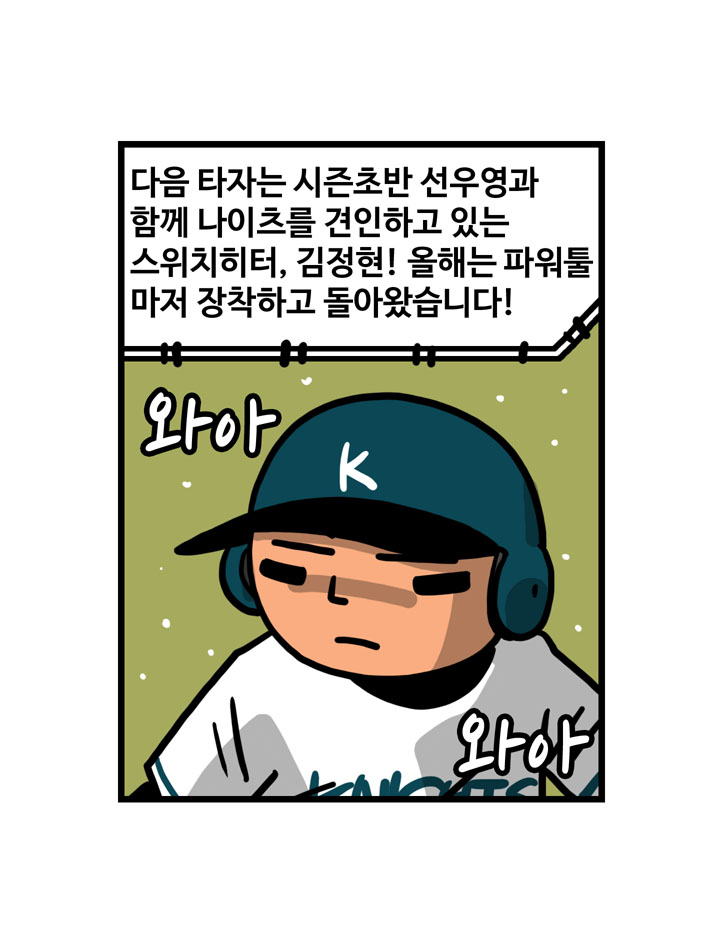 다음 타자는 시즌초반 선우영과
함께 나이츠를 견인하고 있는
스위치히터, 김정현! 올해는 파워툴
마저 장착하고 돌아왔습니다!
와아
K
와아
KNIGHTS